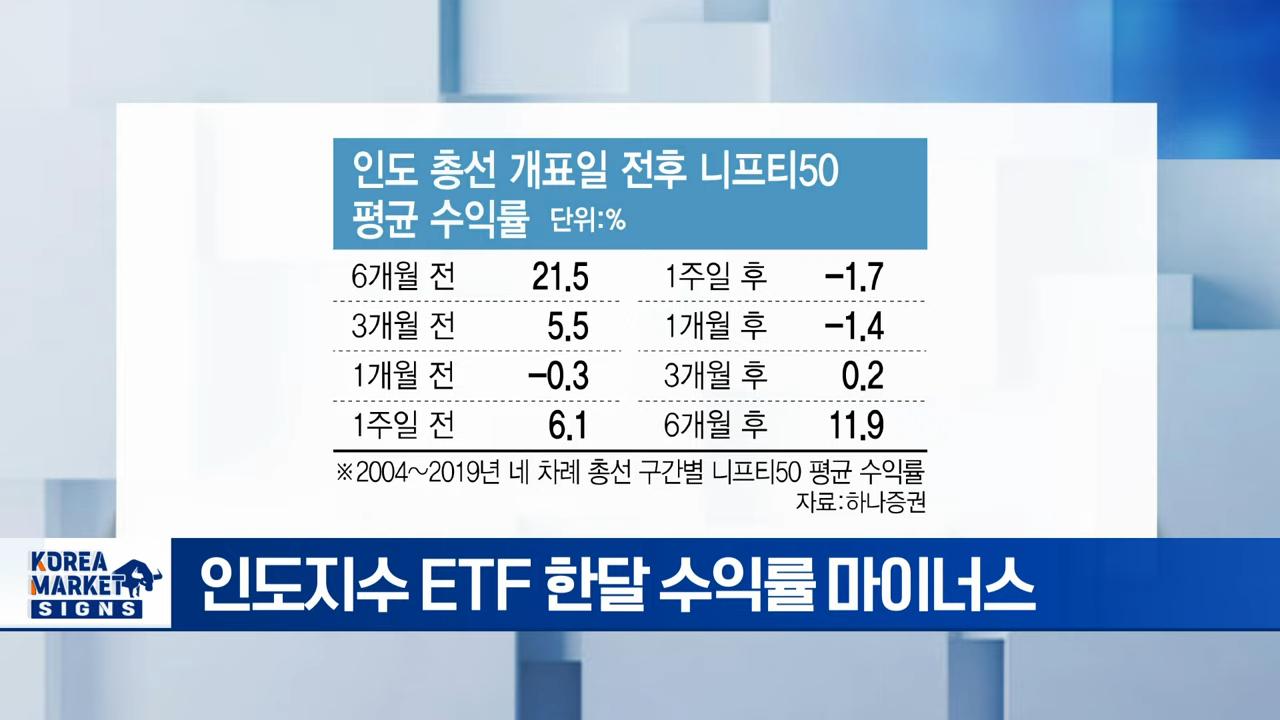 인도 총선 개표일 전후 니프티50
평균 수익률 단위:%
6개월 전 21.5 1주일 후 −1.7
3개월 전 5.5 1개월 후 −1.4
1개월 전 −0.3 3개월 후 0.2
1주일 전 6.1 6개월 후 11.9
※2004~2019년 네 차례 총선 구간별 니프티50 평균 수익률
자료:하나증권
KOREA
MARKET
SIGNS
인도지수 ETF 한달 수익률 마이너스